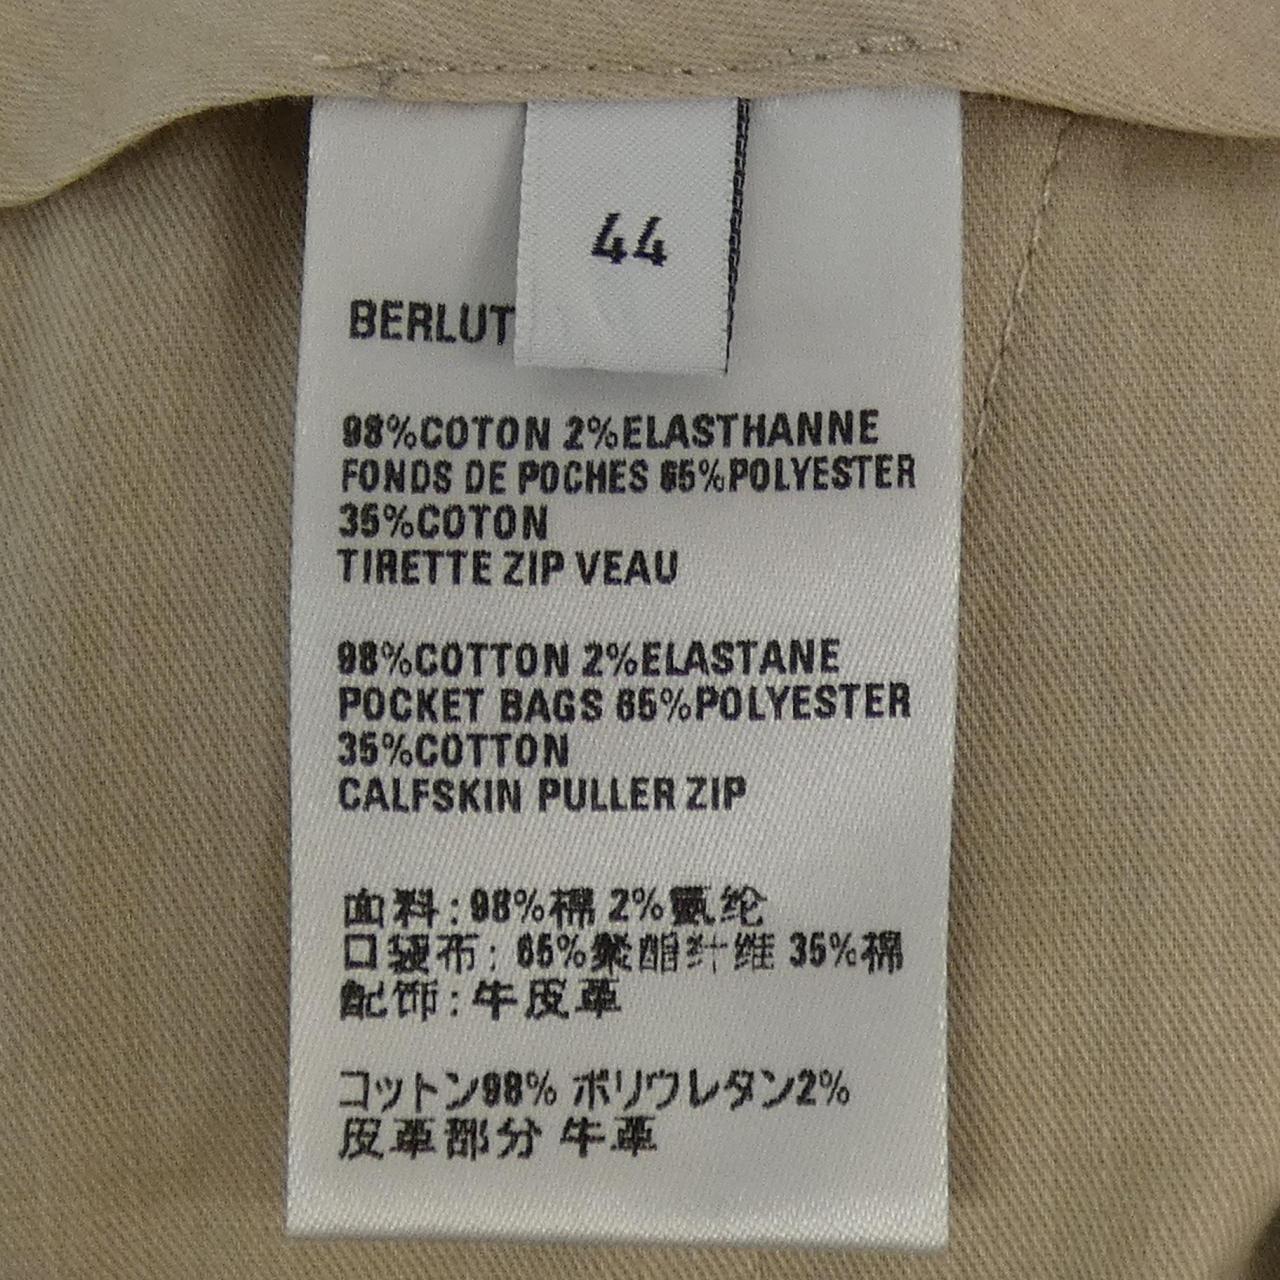 44
BERLUT
98%COTON 2%ELASTHANNE
FONDS DE POCHES 65%POLYESTER
35%COTON
TIRETTE ZIP VEAU
98%COTTON 2%ELASTANE
POCKET BAGS 65%POLYESTER
35%COTTON
CALFSKIN PULLER ZIP
面料:98%棉 2%氨纶
口袋布: 65%聚酯纤维 35%棉
配饰:牛皮革
コットン98% ポリウレタン2%
皮革部分 牛革